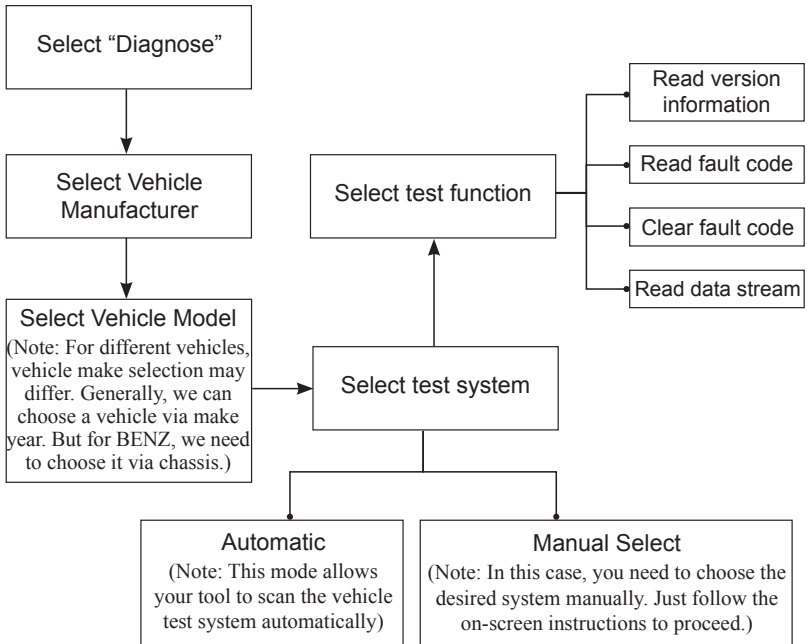 Select “Diagnose”
Select Vehicle
Manufacturer
Select Vehicle Model
(Note: For different vehicles,
vehicle make selection may
differ. Generally, we can
choose a vehicle via make
year. But for BENZ, we need
to choose it via chassis.)
Select test system
Automatic
(Note: This mode allows
your tool to scan the vehicle
test system automatically)
Manual Select
(Note: In this case, you need to choose the
desired system manually. Just follow the
on-screen instructions to proceed.)
Select test function
Read version
information
Read fault code
Clear fault code
Read data stream